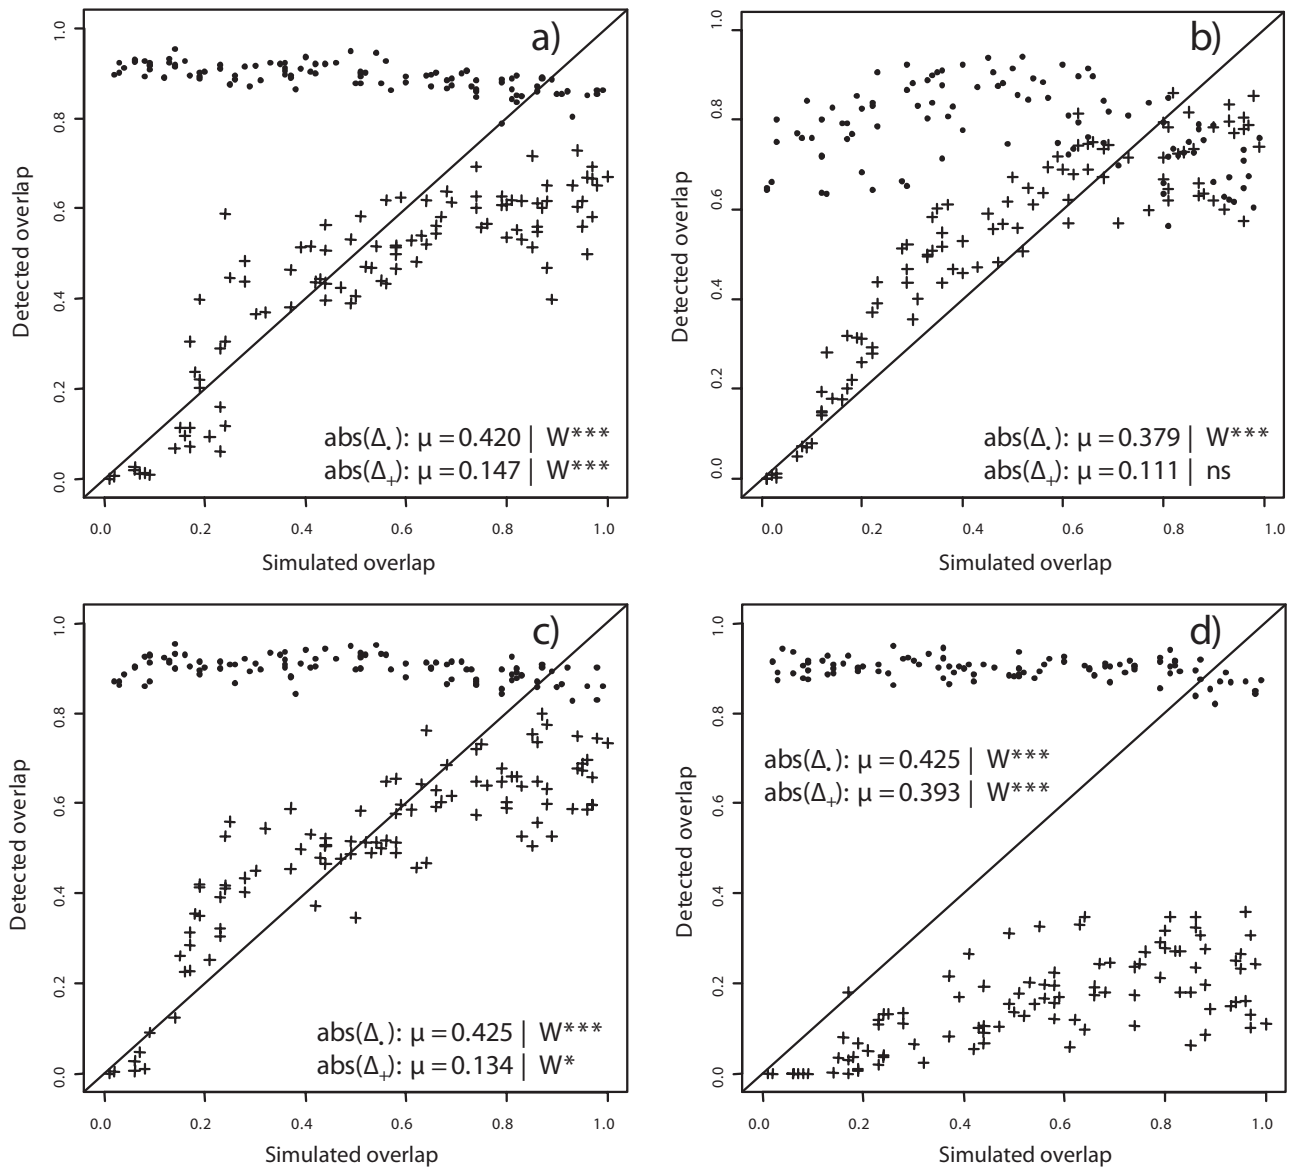 a)
1.0
0.8
0.6
0.4
0.2
0.0
Detected overlap
abs(Δ.): μ = 0.420 | W***
abs(Δ+): μ = 0.147 | W***
0.0 0.2 0.4 0.6 0.8 1.0
Simulated overlap
b)
1.0
0.8
0.6
0.4
0.2
0.0
Detected overlap
abs(Δ.): μ = 0.379 | W***
abs(Δ+): μ = 0.111 | ns
0.0 0.2 0.4 0.6 0.8 1.0
Simulated overlap
c)
1.0
0.8
0.6
0.4
0.2
0.0
Detected overlap
abs(Δ.): μ = 0.425 | W***
abs(Δ+): μ = 0.134 | W*
0.0 0.2 0.4 0.6 0.8 1.0
Simulated overlap
d)
1.0
0.8
0.6
0.4
0.2
0.0
Detected overlap
abs(Δ.): μ = 0.425 | W***
abs(Δ+): μ = 0.393 | W***
0.0 0.2 0.4 0.6 0.8 1.0
Simulated overlap